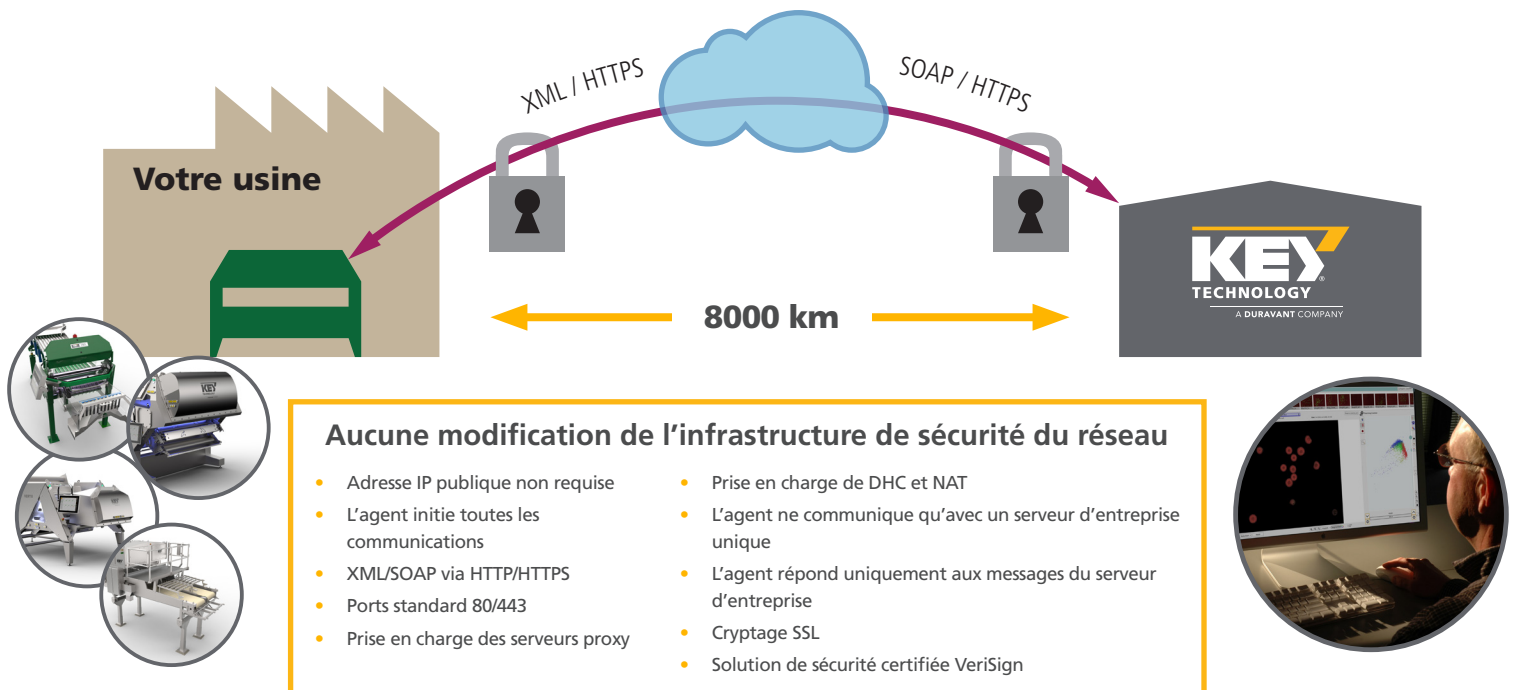 XML / HTTPS
SOAP / HTTPS
Votre usine
KEY®
TECHNOLOGY
A DURAVANT COMPANY
8000 km
KEY
Aucune modification de l’infrastructure de sécurité du réseau
• Adresse IP publique non requise
• L’agent initie toutes les
communications
• XML/SOAP via HTTP/HTTPS
• Ports standard 80/443
• Prise en charge des serveurs proxy
• Prise en charge de DHC et NAT
• L’agent ne communique qu’avec un serveur d’entreprise
unique
• L’agent répond uniquement aux messages du serveur
d’entreprise
• Cryptage SSL
• Solution de sécurité certifiée VeriSign